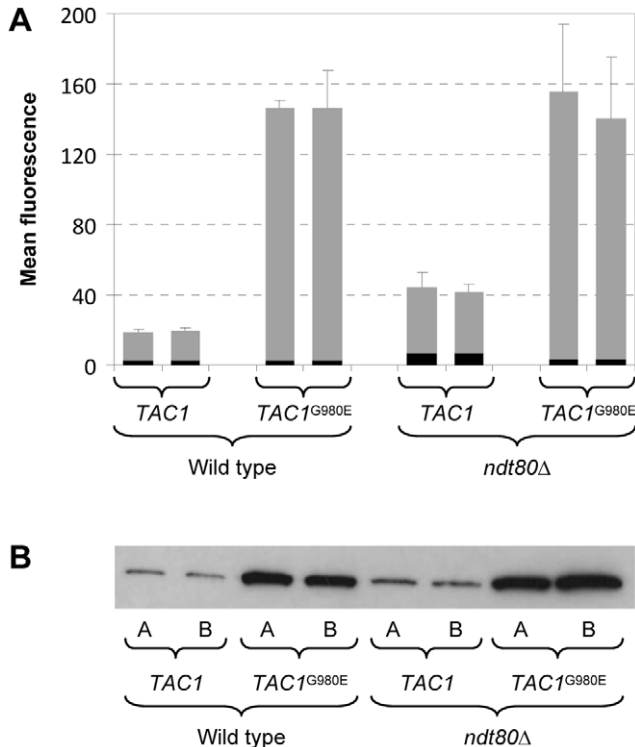 A
200
160
120
80
40
0
Mean fluorescence
TAC1 TAC1G980E TAC1 TAC1G980E
Wild type ndt80Δ
B
A B A B A B A B
TAC1 TAC1G980E TAC1 TAC1G980E
Wild type ndt80Δ